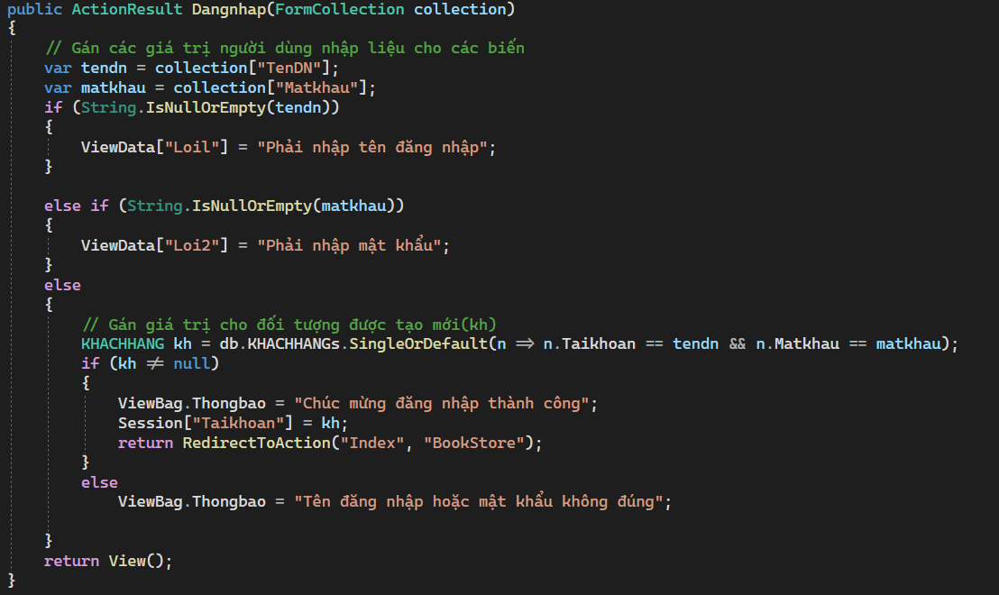 public ActionResult Dangnhap(FormCollection collection)
{
// Gán các giá trị người dùng nhập liệu cho các biến
var tendn = collection["TenDN"];
var matkhau = collection["Matkhau"];
if (String.IsNullOrEmpty(tendn))
{
ViewData["Loi1"] = "Phải nhập tên đăng nhập";
}
else if (String.IsNullOrEmpty(matkhau))
{
ViewData["Loi2"] = "Phải nhập mật khẩu";
}
else
{
// Gán giá trị cho đối tượng được tạo mới(kh)
KHACHHANG kh = db.KHACHHANGs.SingleOrDefault(n => n.Taikhoan == tendn && n.Matkhau == matkhau);
if (kh != null)
{
ViewBag.Thongbao = "Chúc mừng đăng nhập thành công";
Session["Taikhoan"] = kh;
return RedirectToAction("Index", "BookStore");
}
else
ViewBag.Thongbao = "Tên đăng nhập hoặc mật khẩu không đúng";
}
return View();
}